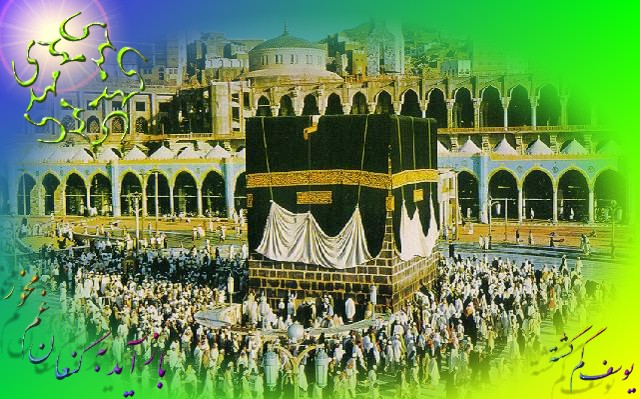 یوسف گم گشته
باز آید به کنعان غم مخور